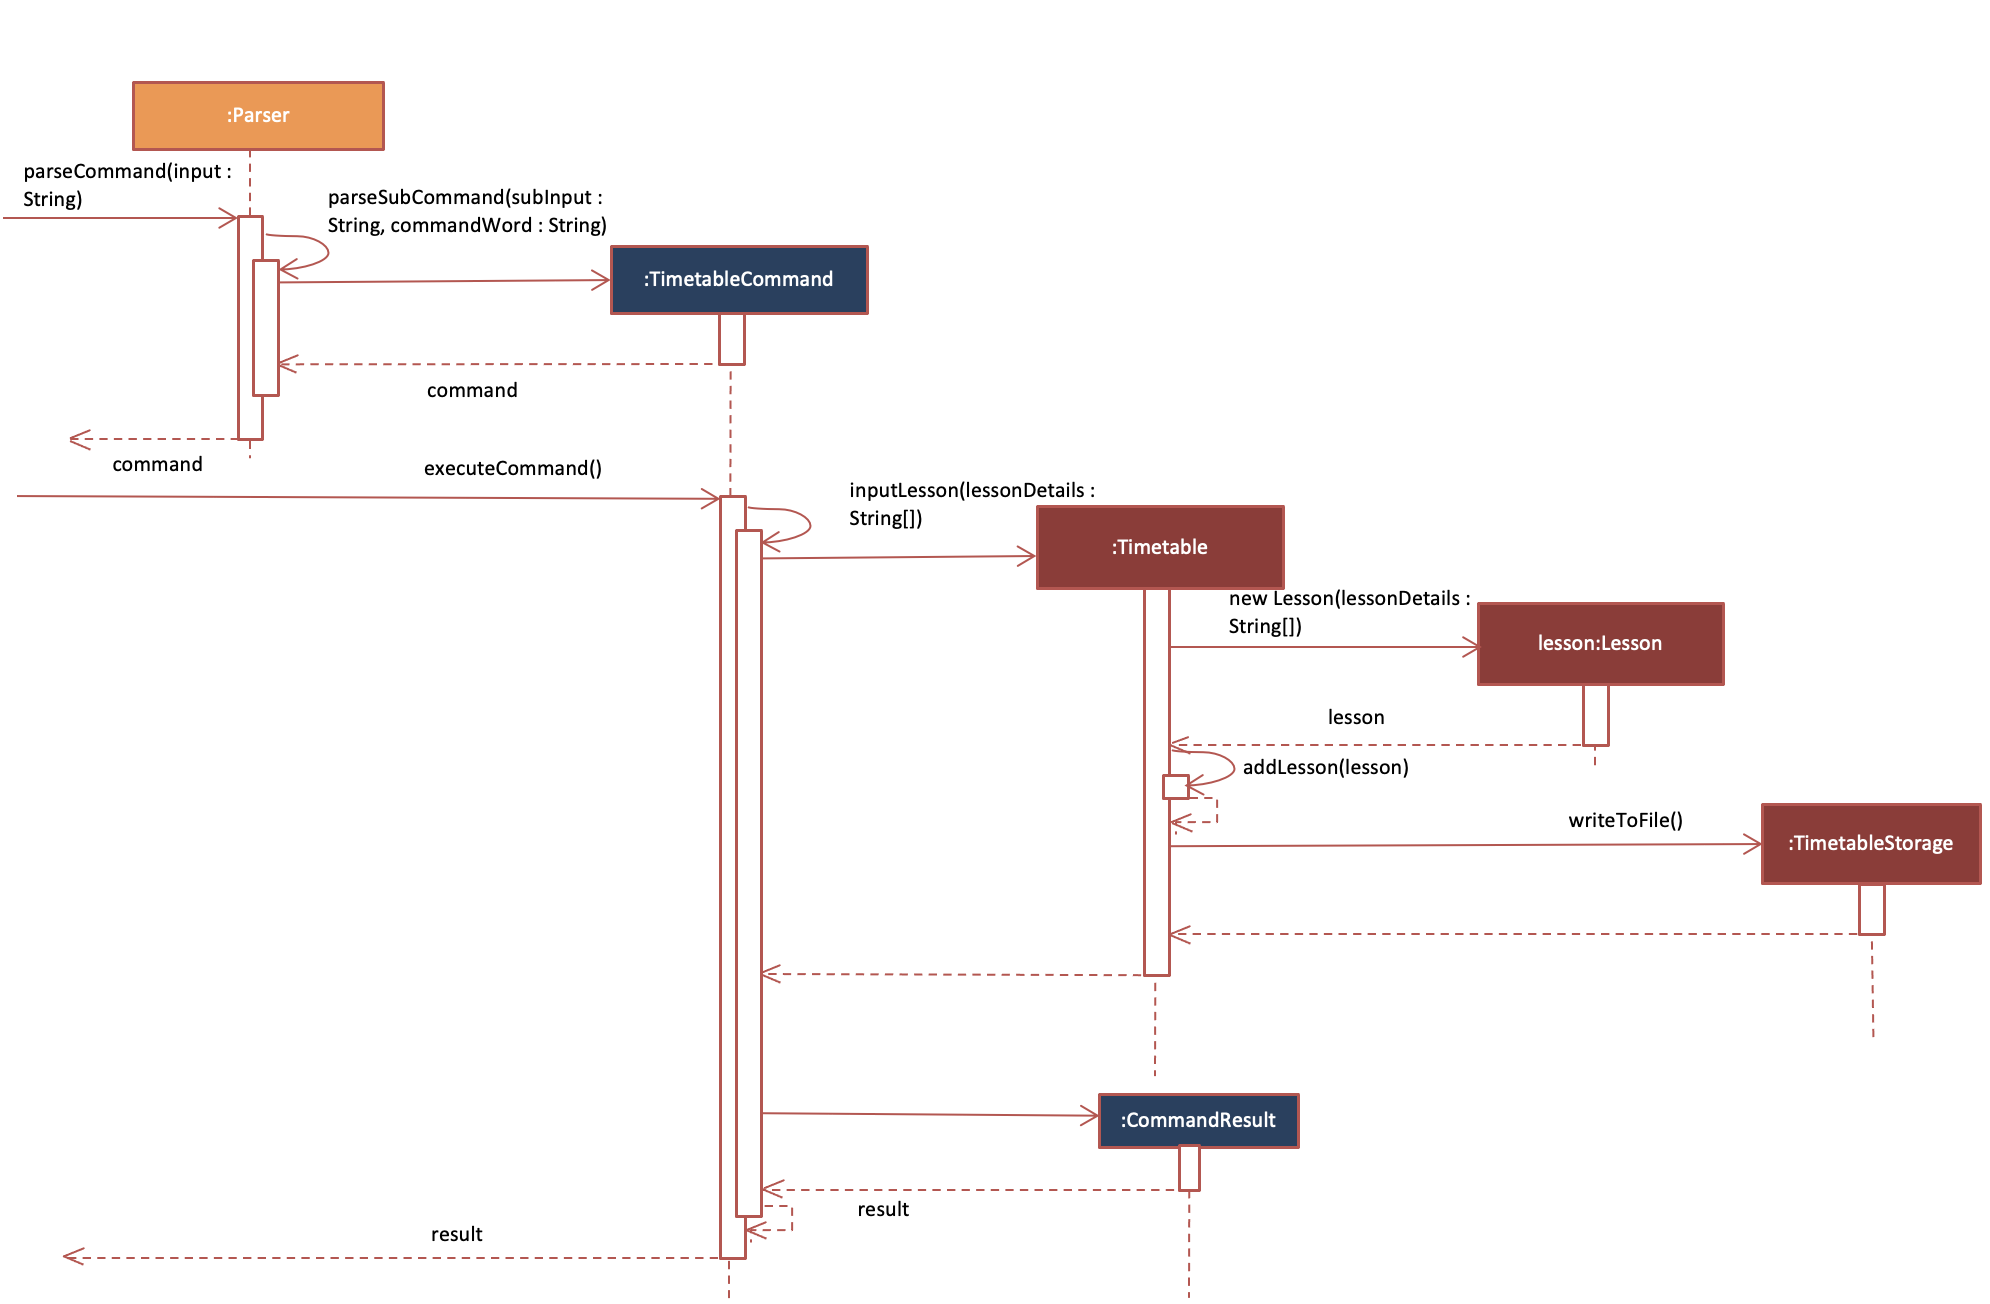 :Parser
parseCommand(input :
String)
parseSubCommand(subInput :
String, commandWord : String)
:TimetableCommand
command
command
executeCommand()
inputLesson(lessonDetails :
String[])
:Timetable
new Lesson(lessonDetails :
String[])
lesson:Lesson
lesson
addLesson(lesson)
writeToFile()
:TimetableStorage
:CommandResult
result
result